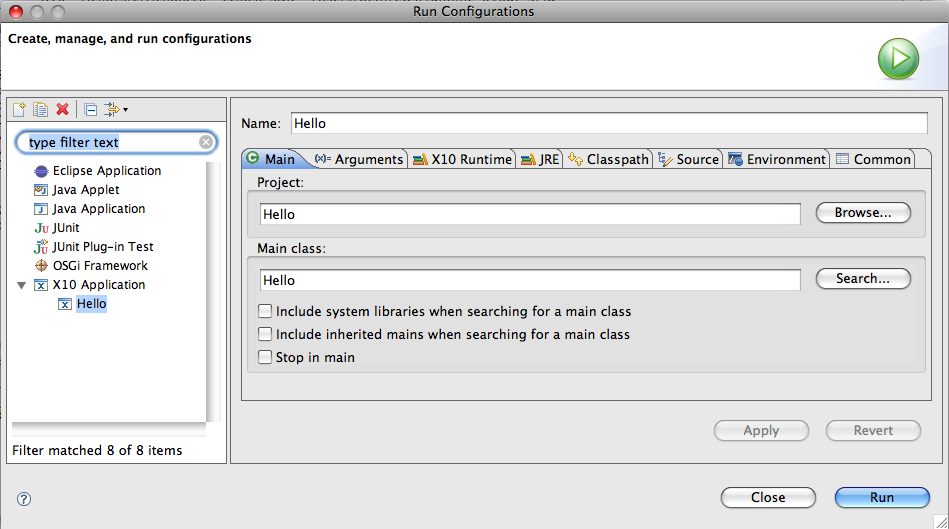 Run Configurations
Create, manage, and run configurations
type filter text
Eclipse Application
Java Applet
Java Application
JUnit
JUnit Plug-in Test
OSGi Framework
X10 Application
Hello
Filter matched 8 of 8 items
Name: Hello
Main (x)= Arguments X10 Runtime JRE Classpath Source Environment Common
Project:
Hello Browse...
Main class:
Hello Search...
Include system libraries when searching for a main class
Include inherited mains when searching for a main class
Stop in main
Apply Revert
Close Run